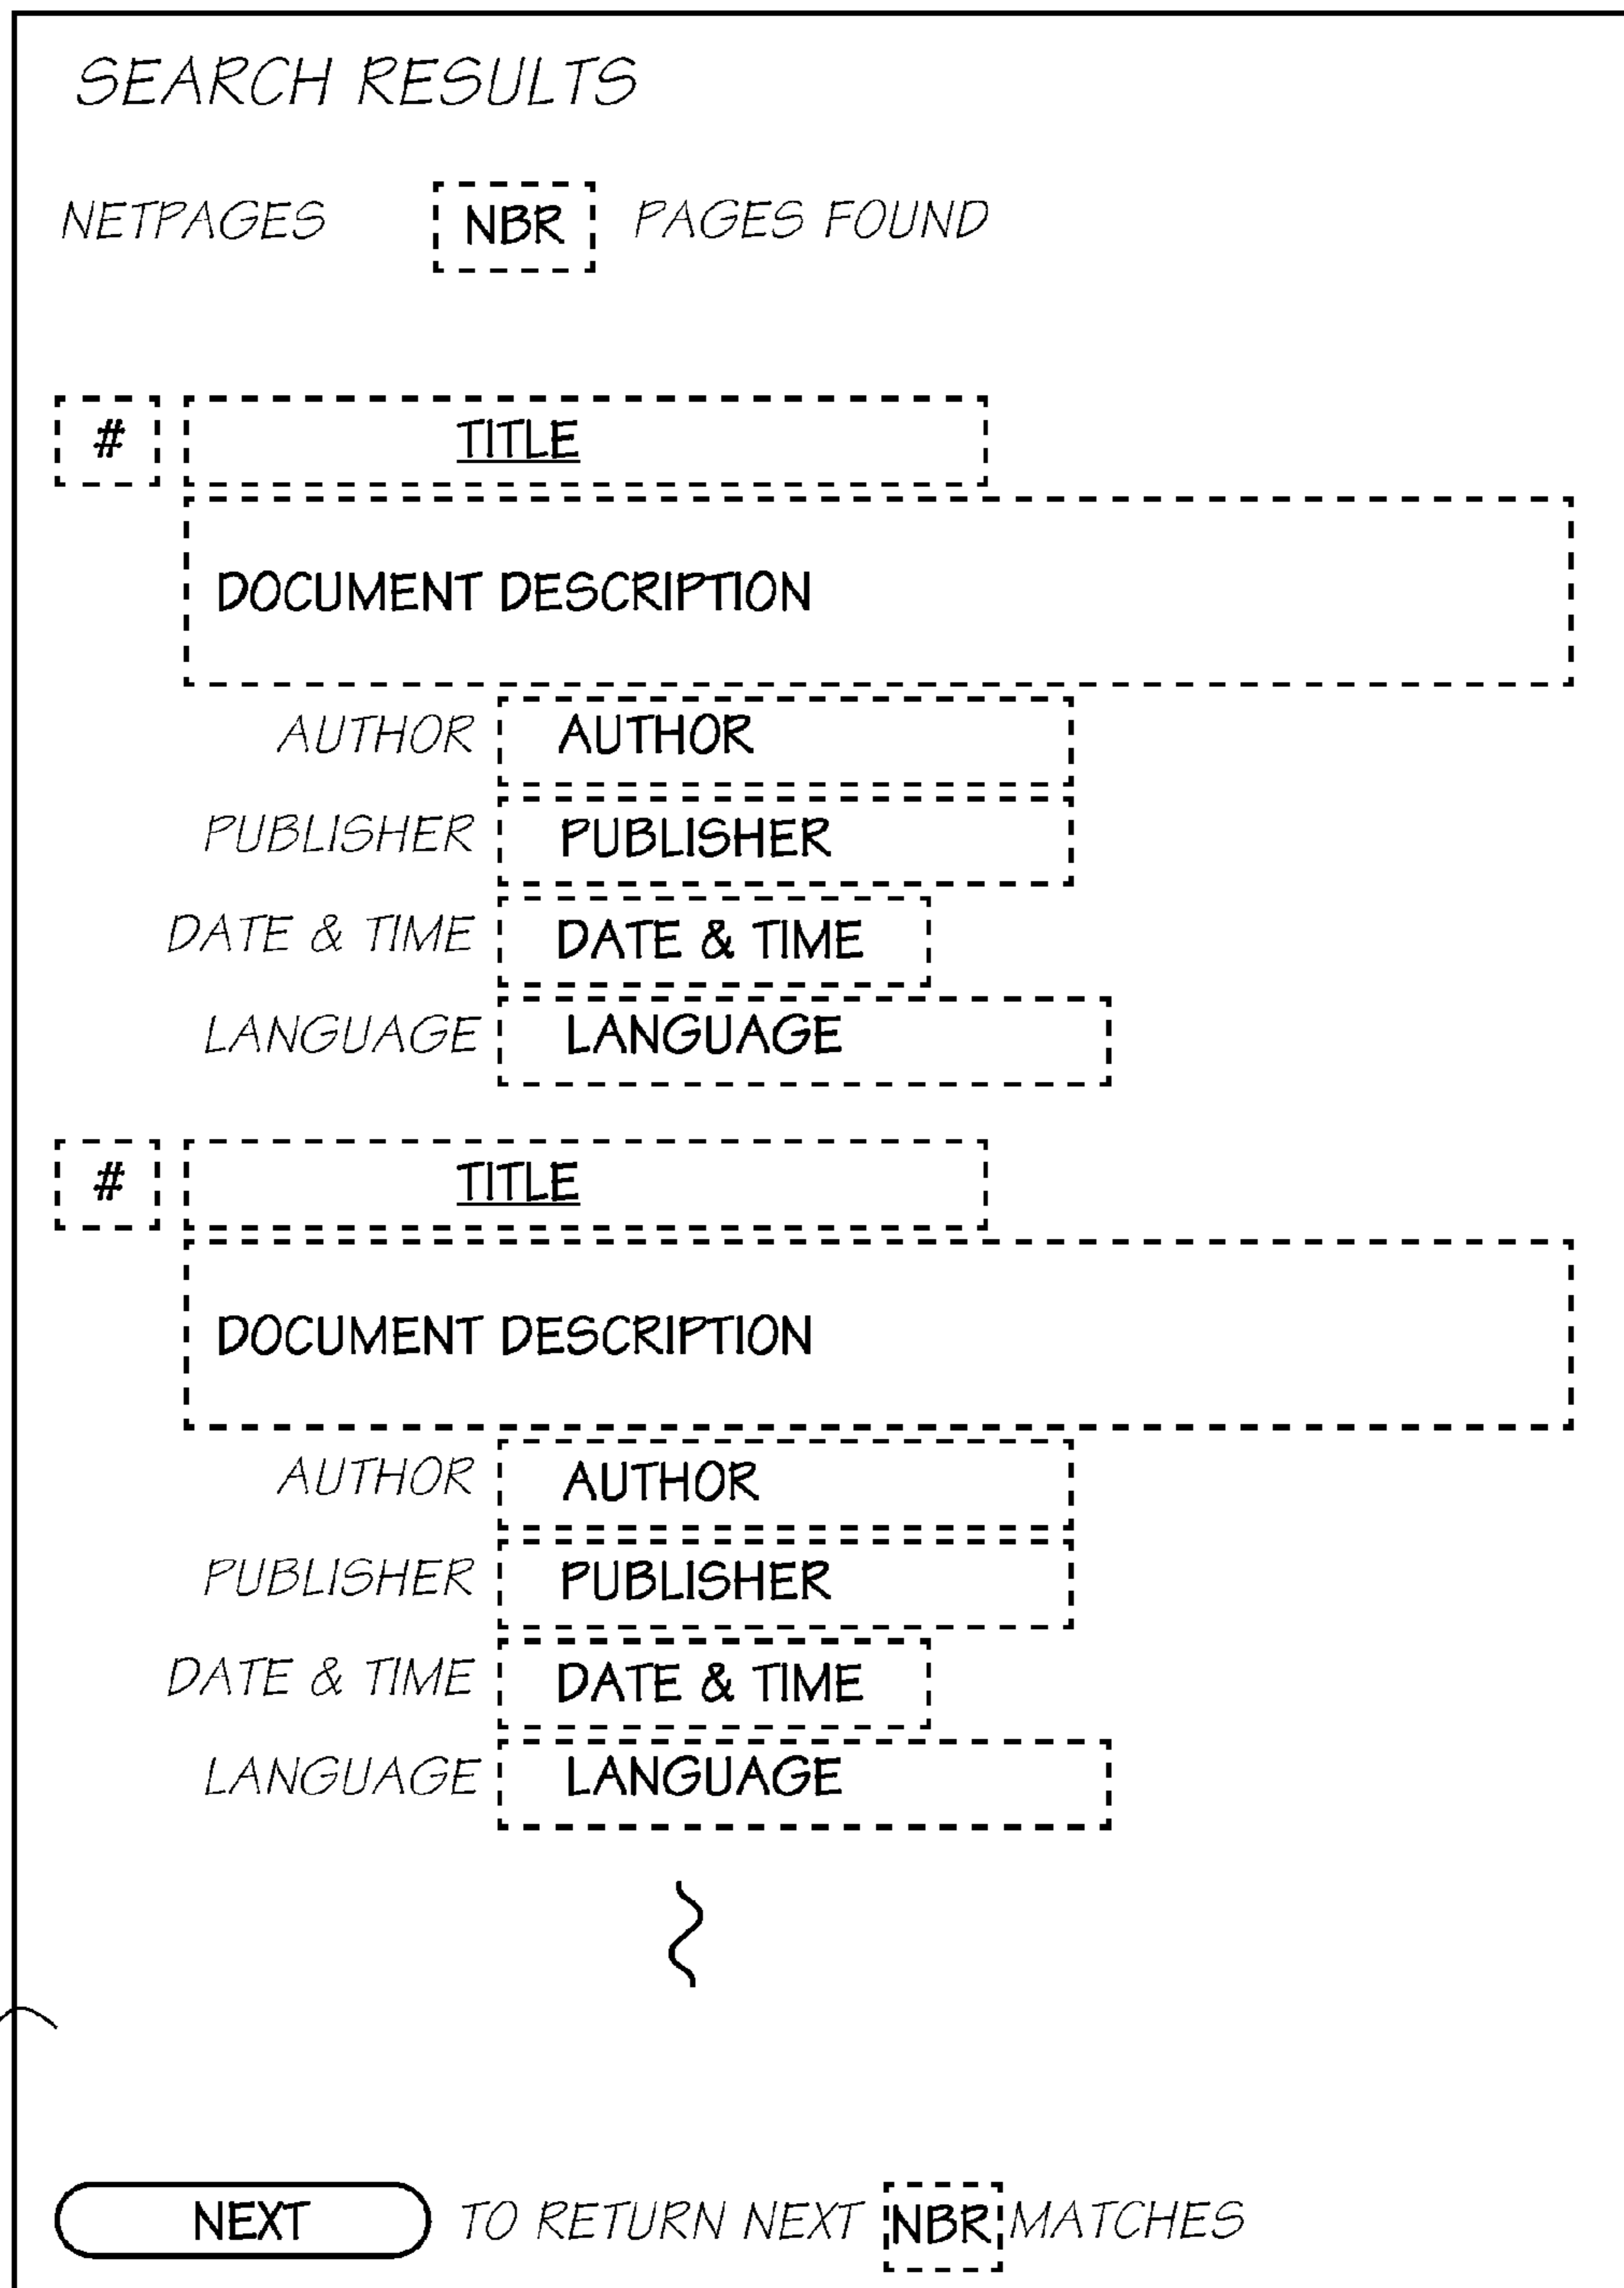 SEARCH RESULTS
NETPAGES NBR PAGES FOUND
# TITLE
DOCUMENT DESCRIPTION
AUTHOR AUTHOR
PUBLISHER PUBLISHER
DATE & TIME DATE & TIME
LANGUAGE LANGUAGE
# TITLE
DOCUMENT DESCRIPTION
AUTHOR AUTHOR
PUBLISHER PUBLISHER
DATE & TIME DATE & TIME
LANGUAGE LANGUAGE
NEXT TO RETURN NEXT NBR MATCHES